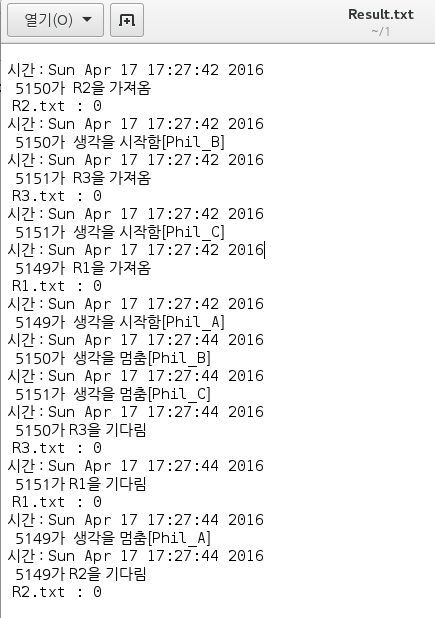 열기(O)
Result.txt
~/1
시간 : Sun Apr 17 17:27:42 2016
5150가 R2을 가져옴
R2.txt : 0
시간 : Sun Apr 17 17:27:42 2016
5150가 생각을 시작함[Phil_B]
시간 : Sun Apr 17 17:27:42 2016
5151가 R3을 가져옴
R3.txt : 0
시간 : Sun Apr 17 17:27:42 2016
5151가 생각을 시작함[Phil_C]
시간 : Sun Apr 17 17:27:42 2016
5149가 R1을 가져옴
R1.txt : 0
시간 : Sun Apr 17 17:27:42 2016
5149가 생각을 시작함[Phil_A]
시간 : Sun Apr 17 17:27:44 2016
5150가 생각을 멈춤[Phil_B]
시간 : Sun Apr 17 17:27:44 2016
5151가 생각을 멈춤[Phil_C]
시간 : Sun Apr 17 17:27:44 2016
5150가 R3을 기다림
R3.txt : 0
시간 : Sun Apr 17 17:27:44 2016
5151가 R1을 기다림
R1.txt : 0
시간 : Sun Apr 17 17:27:44 2016
5149가 생각을 멈춤[Phil_A]
시간 : Sun Apr 17 17:27:44 2016
5149가 R2을 기다림
R2.txt : 0